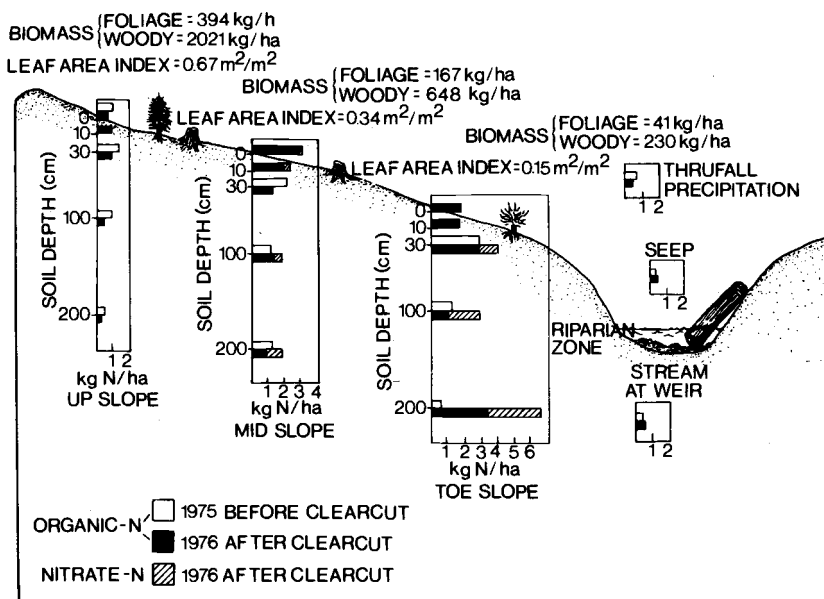 BIOMASS { FOLIAGE = 394 kg/h
WOODY = 2021 kg/ha
LEAF AREA INDEX = 0.67 m²/m²
BIOMASS { FOLIAGE = 167 kg/ha
WOODY = 648 kg/ha
LEAF AREA INDEX = 0.34 m²/m²
BIOMASS { FOLIAGE = 41 kg/ha
WOODY = 230 kg/ha
LEAF AREA INDEX = 0.15 m²/m²
SOIL DEPTH (cm)
0
10
30
100
200
1 2
kg N/ha
UP SLOPE
SOIL DEPTH (cm)
0
10
30
100
200
1 2 3 4
kg N/ha
MID SLOPE
SOIL DEPTH (cm)
0
10
30
100
200
1 2 3 4 5 6
kg N/ha
TOE SLOPE
THRUFALL
PRECIPITATION
1 2
SEEP
1 2
RIPARIAN
ZONE
STREAM
AT WEIR
1 2
ORGANIC-N
1975 BEFORE CLEARCUT
1976 AFTER CLEARCUT
NITRATE-N 1976 AFTER CLEARCUT